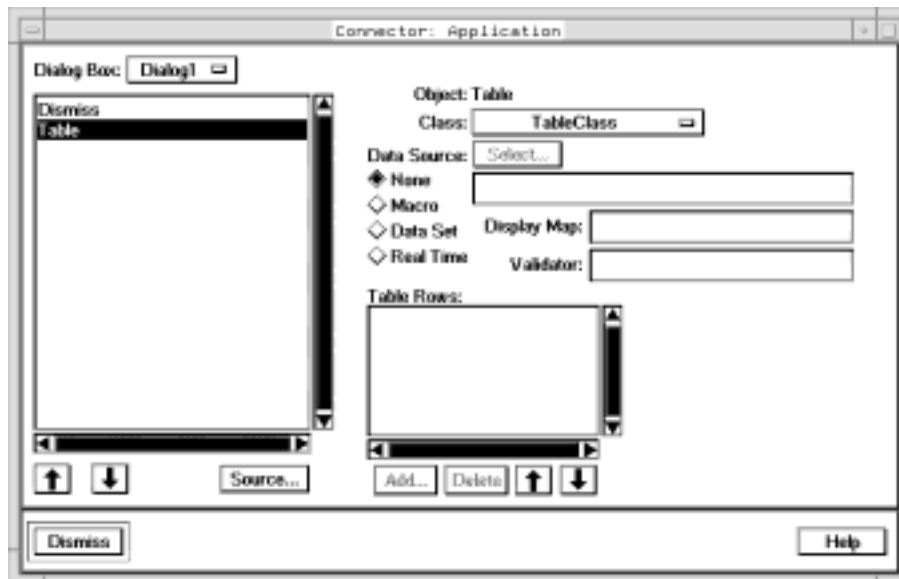 Connector: Application
Dialog Box: Dialog1
Dismiss
Table
Object: Table
Class: TableClass
Data Source: Select...
None
Macro
Data Set
Real Time
Display Map:
Validator:
Table Rows:
Source...
Add... Delete
Dismiss
Help